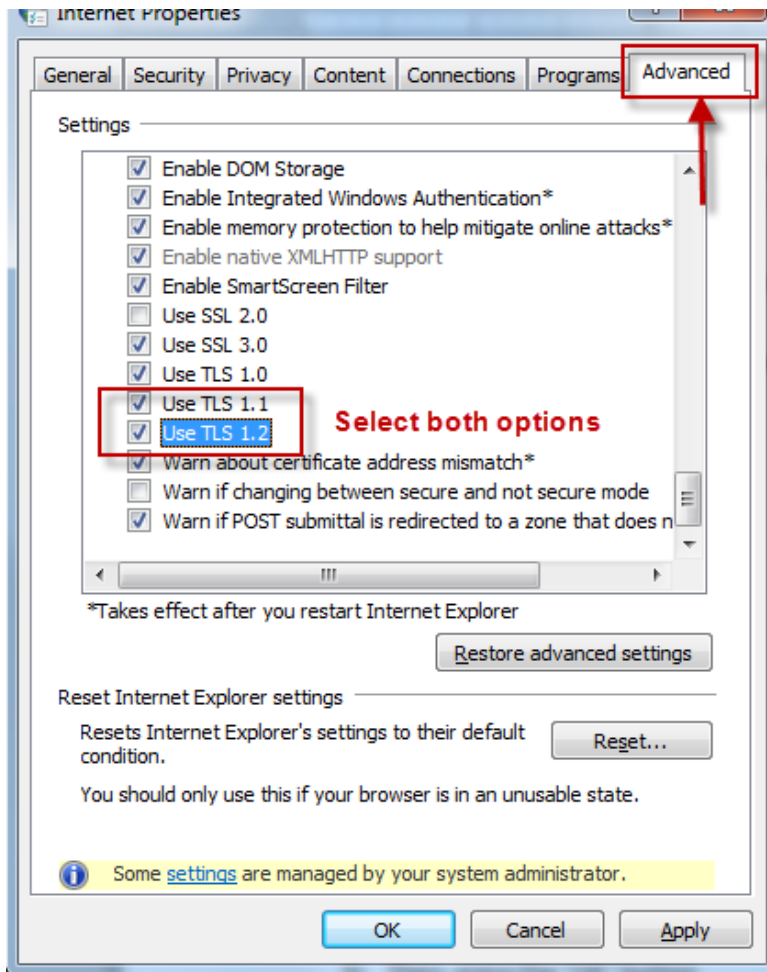 Internet Properties
General Security Privacy Content Connections Programs Advanced
Settings
Enable DOM Storage
Enable Integrated Windows Authentication*
Enable memory protection to help mitigate online attacks*
Enable native XMLHTTP support
Enable SmartScreen Filter
Use SSL 2.0
Use SSL 3.0
Use TLS 1.0
Use TLS 1.1
Select both options
Use TLS 1.2
Warn about certificate address mismatch*
Warn if changing between secure and not secure mode
Warn if POST submittal is redirected to a zone that does n
*Takes effect after you restart Internet Explorer
Restore advanced settings
Reset Internet Explorer settings
Resets Internet Explorer's settings to their default
condition.
Reset...
You should only use this if your browser is in an unusable state.
Some settings are managed by your system administrator.
OK Cancel Apply